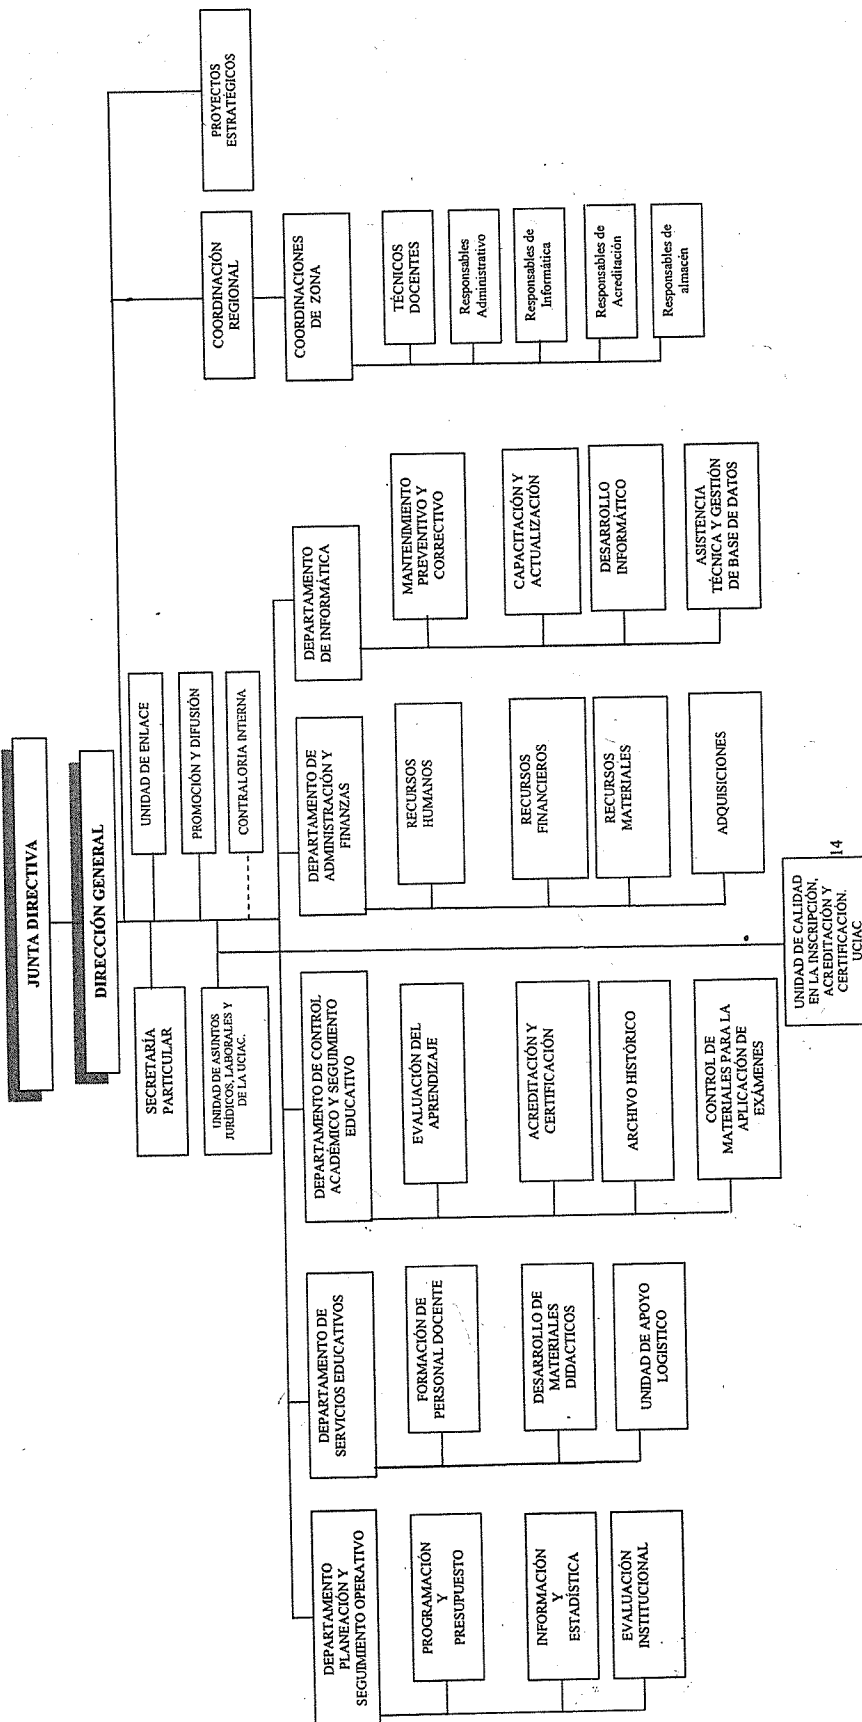 JUNTA DIRECTIVA
DIRECCIÓN GENERAL
SECRETARÍA
PARTICULAR
UNIDAD DE ASUNTOS
JURÍDICOS, LABORALES Y
DE LA UCIAC.
UNIDAD DE ENLACE
PROMOCIÓN Y DIFUSIÓN
CONTRALORIA INTERNA
PROYECTOS
ESTRATÉGICOS
COORDINACIÓN
REGIONAL
COORDINACIONES
DE ZONA
TÉCNICOS
DOCENTES
Responsables
Administrativo
Responsables de
Informática
Responsables de
Acreditación
Responsables de
almacén
DEPARTAMENTO
PLANEACIÓN Y
SEGUIMIENTO OPERATIVO
PROGRAMACIÓN
Y
PRESUPUESTO
INFORMACIÓN
Y
ESTADÍSTICA
EVALUACIÓN
INSTITUCIONAL
DEPARTAMENTO DE
SERVICIOS EDUCATIVOS
FORMACIÓN DE
PERSONAL DOCENTE
DESARROLLO DE
MATERIALES
DIDACTICOS
UNIDAD DE APOYO
LOGISTICO
DEPARTAMENTO DE CONTROL
ACADÉMICO Y SEGUIMIENTO
EDUCATIVO
EVALUACIÓN DEL
APRENDIZAJE
ACREDITACIÓN Y
CERTIFICACIÓN
ARCHIVO HISTÓRICO
CONTROL DE
MATERIALES PARA LA
APLICACIÓN DE
EXÁMENES
DEPARTAMENTO DE
ADMINISTRACIÓN Y
FINANZAS
RECURSOS
HUMANOS
RECURSOS
FINANCIEROS
RECURSOS
MATERIALES
ADQUISICIONES
DEPARTAMENTO
DE INFORMÁTICA
MANTENIMIENTO
PREVENTIVO Y
CORRECTIVO
CAPACITACIÓN Y
ACTUALIZACIÓN
DESARROLLO
INFORMÁTICO
ASISTENCIA
TÉCNICA Y GESTIÓN
DE BASE DE DATOS
UNIDAD DE CALIDAD
EN LA INSCRIPCIÓN,
ACREDITACIÓN Y
CERTIFICACIÓN.
UCIAC
14